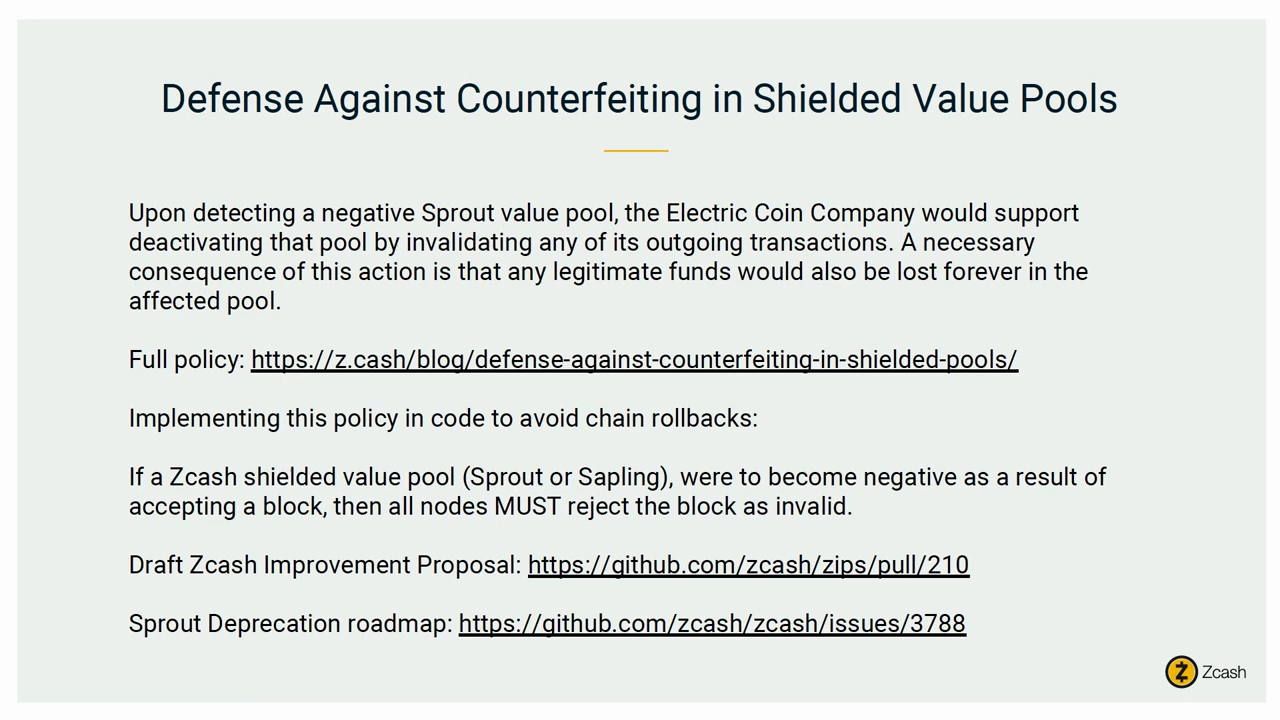 Defense Against Counterfeiting in Shielded Value Pools
Upon detecting a negative Sprout value pool, the Electric Coin Company would support
deactivating that pool by invalidating any of its outgoing transactions. A necessary
consequence of this action is that any legitimate funds would also be lost forever in the
affected pool.
Full policy: https://z.cash/blog/defense-against-counterfeiting-in-shielded-pools/
Implementing this policy in code to avoid chain rollbacks:
If a Zcash shielded value pool (Sprout or Sapling), were to become negative as a result of
accepting a block, then all nodes MUST reject the block as invalid.
Draft Zcash Improvement Proposal: https://github.com/zcash/zips/pull/210
Sprout Deprecation roadmap: https://github.com/zcash/zcash/issues/3788
Zcash